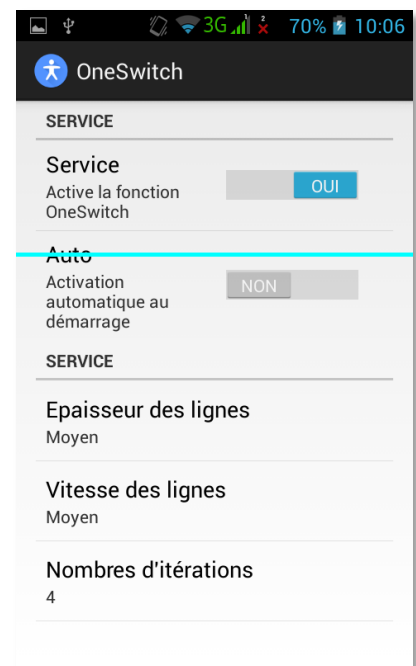 3G 2 70% 10:06
OneSwitch
SERVICE
Service
Active la fonction
OneSwitch
OUI
Auto
Activation
automatique au
démarrage
NON
SERVICE
Epaisseur des lignes
Moyen
Vitesse des lignes
Moyen
Nombres d'itérations
4